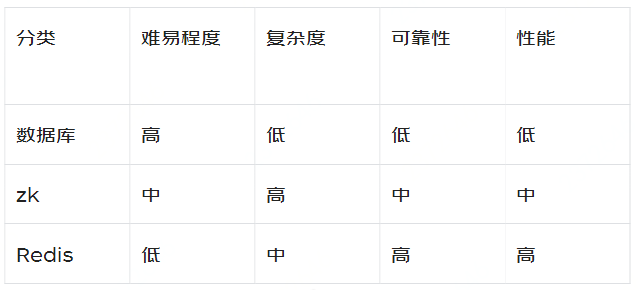 分类 难易程度 复杂度 可靠性 性能
数据库 高 低 低 低
zk 中 高 中 中
Redis 低 中 高 高